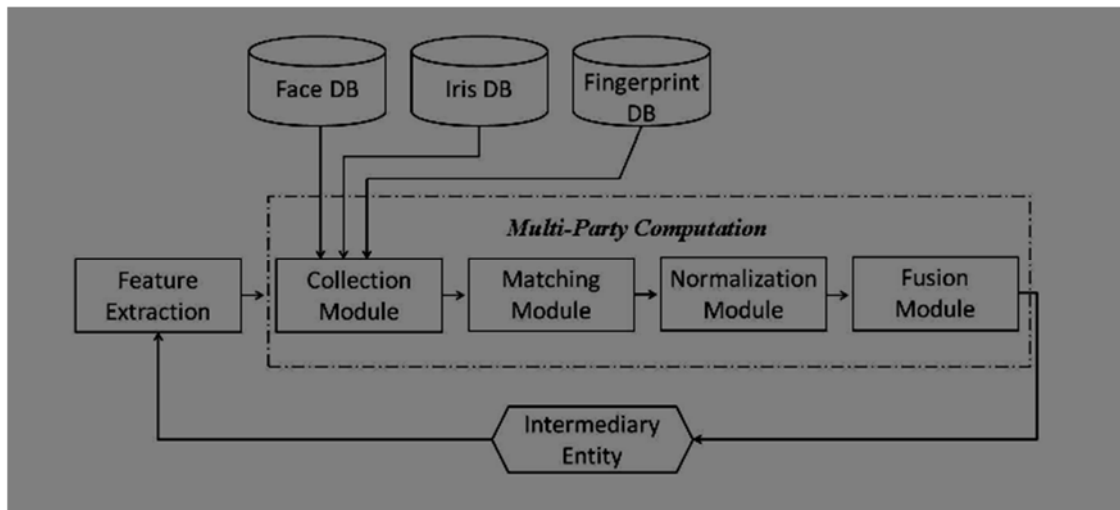 Face DB
Iris DB
Fingerprint
DB
Multi-Party Computation
Feature
Extraction
Collection
Module
Matching
Module
Normalization
Module
Fusion
Module
Intermediary
Entity